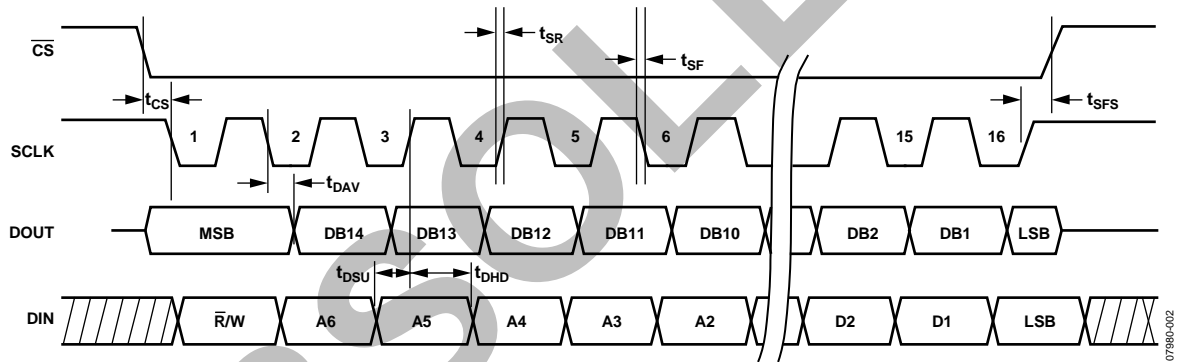 CS
tSR
tSF
tCS
tSFS
SCLK
1 2 3 4 5 6 15 16
tDAV
DOUT
MSB DB14 DB13 DB12 DB11 DB10 DB2 DB1 LSB
tDSU tDHD
DIN
R/W A6 A5 A4 A3 A2 D2 D1 LSB
07980-002